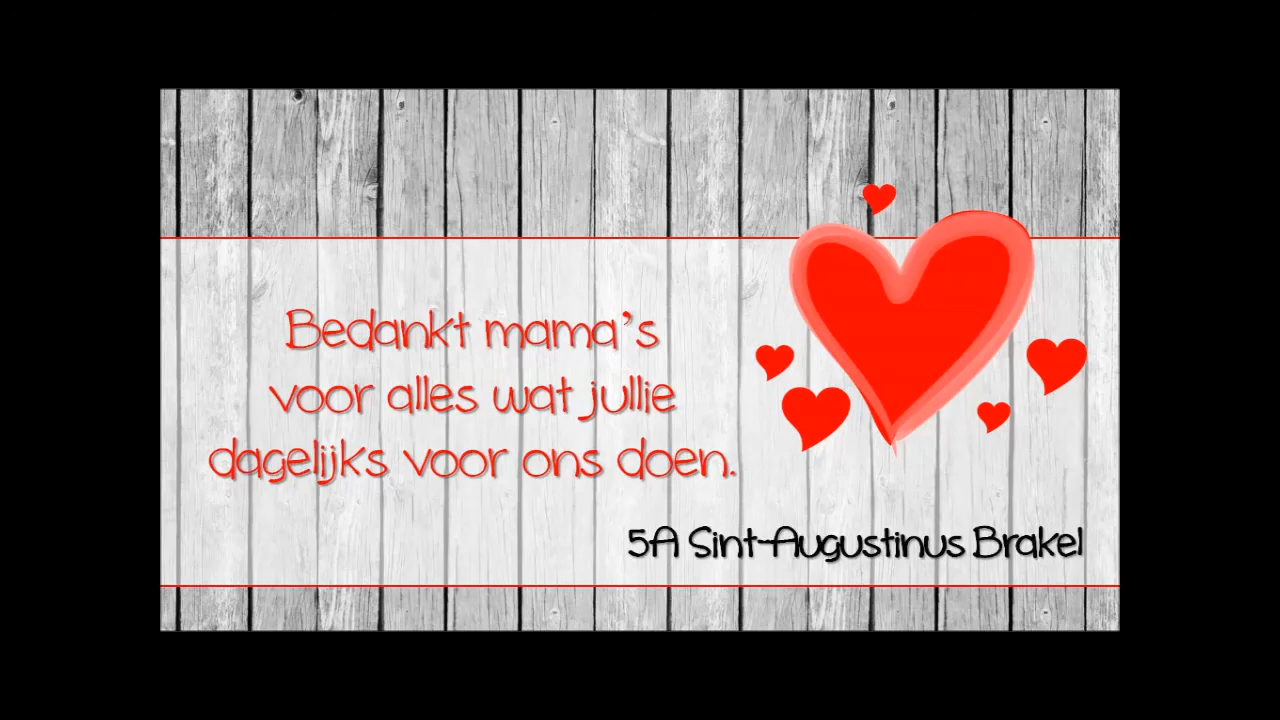 Bedankt mama's
voor alles wat jullie
dagelijks voor ons doen.
5A Sint-Augustinus Brakel